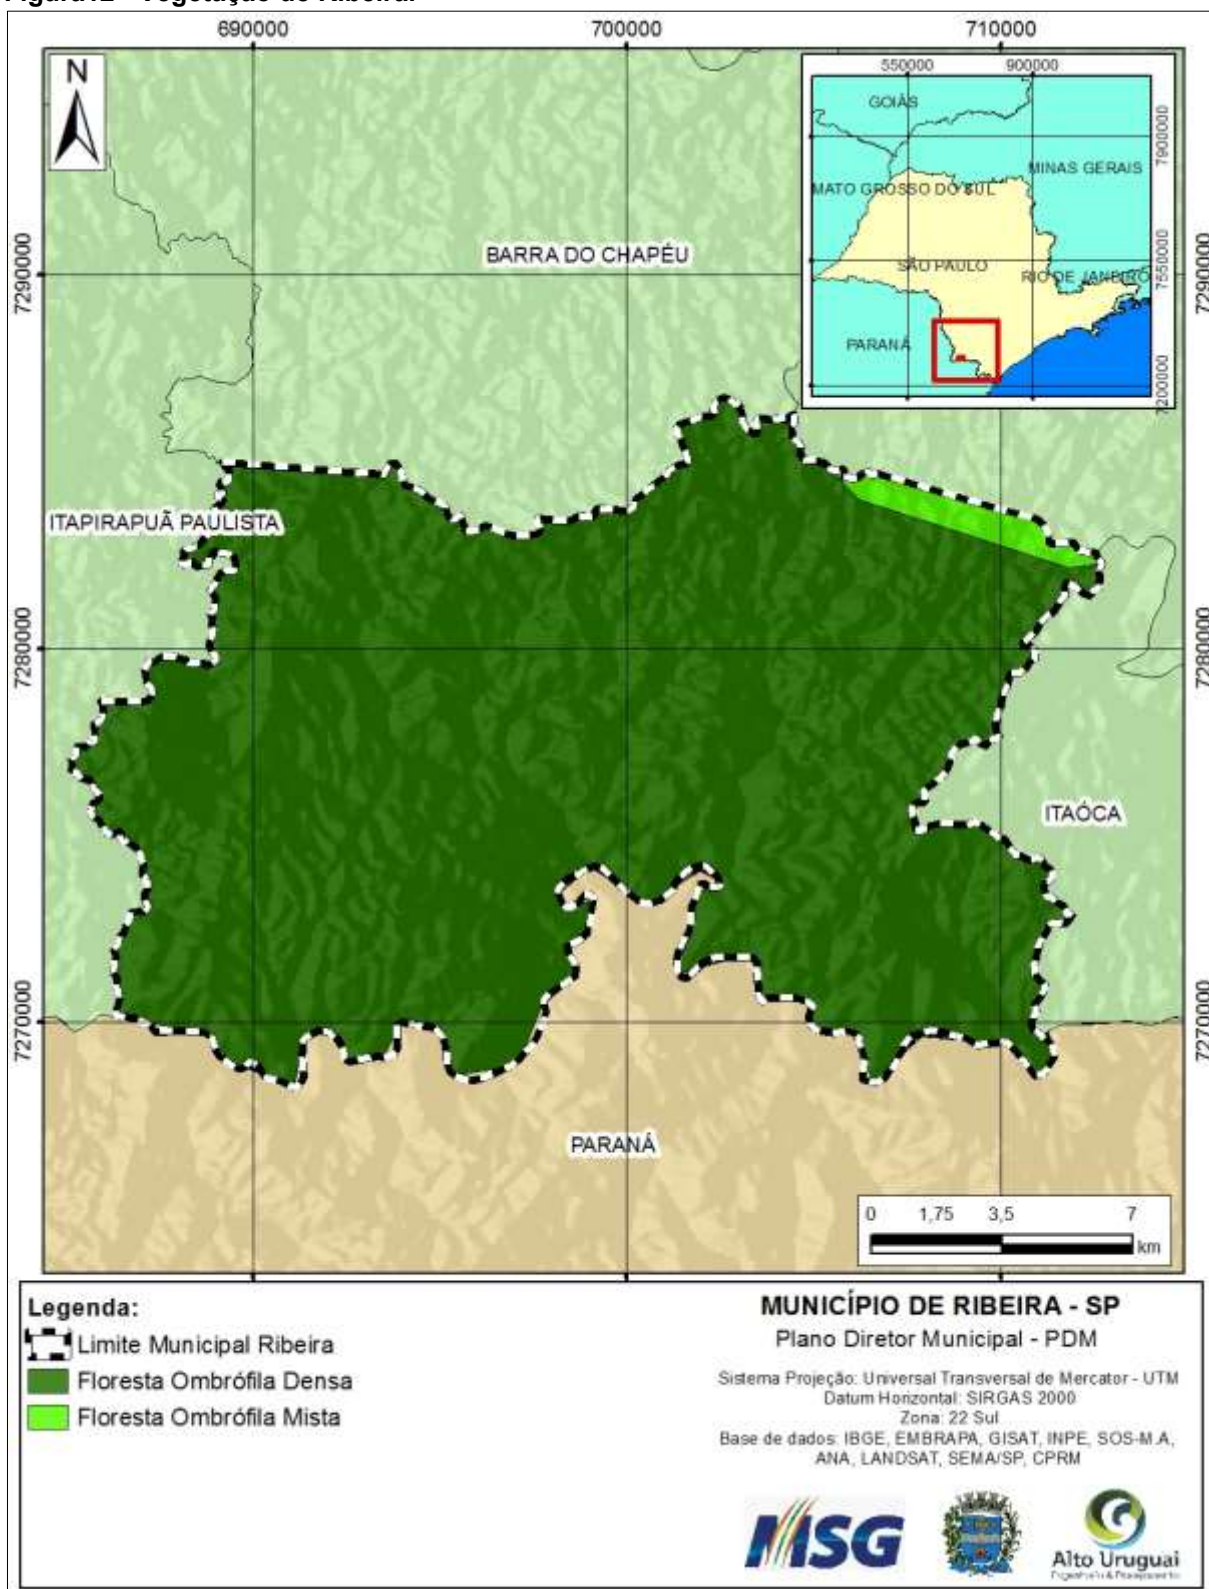 690000 700000 710000
N
550000 900000
GOIÁS
MINAS GERAIS
MATO GROSSO DO SUL
SÃO PAULO
RIO DE JANEIRO
PARANÁ
7900000
7550000
7200000
7290000
7290000
BARRA DO CHAPÉU
ITAPIRAPUÃ PAULISTA
7280000
7280000
ITAÓCA
7270000
7270000
PARANÁ
0 1,75 3,5 7
km
Legenda:
Limite Municipal Ribeira
Floresta Ombrófila Densa
Floresta Ombrófila Mista
MUNICÍPIO DE RIBEIRA - SP
Plano Diretor Municipal - PDM
Sistema Projeção: Universal Transversal de Mercator - UTM
Datum Horizontal: SIRGAS 2000
Zona: 22 Sul
Base de dados: IBGE, EMBRAPA, GISAT, INPE, SOS-M.A,
ANA, LANDSAT, SEMA/SP, CPRM
MSG
Alto Uruguai
Engenharia & Planejamento